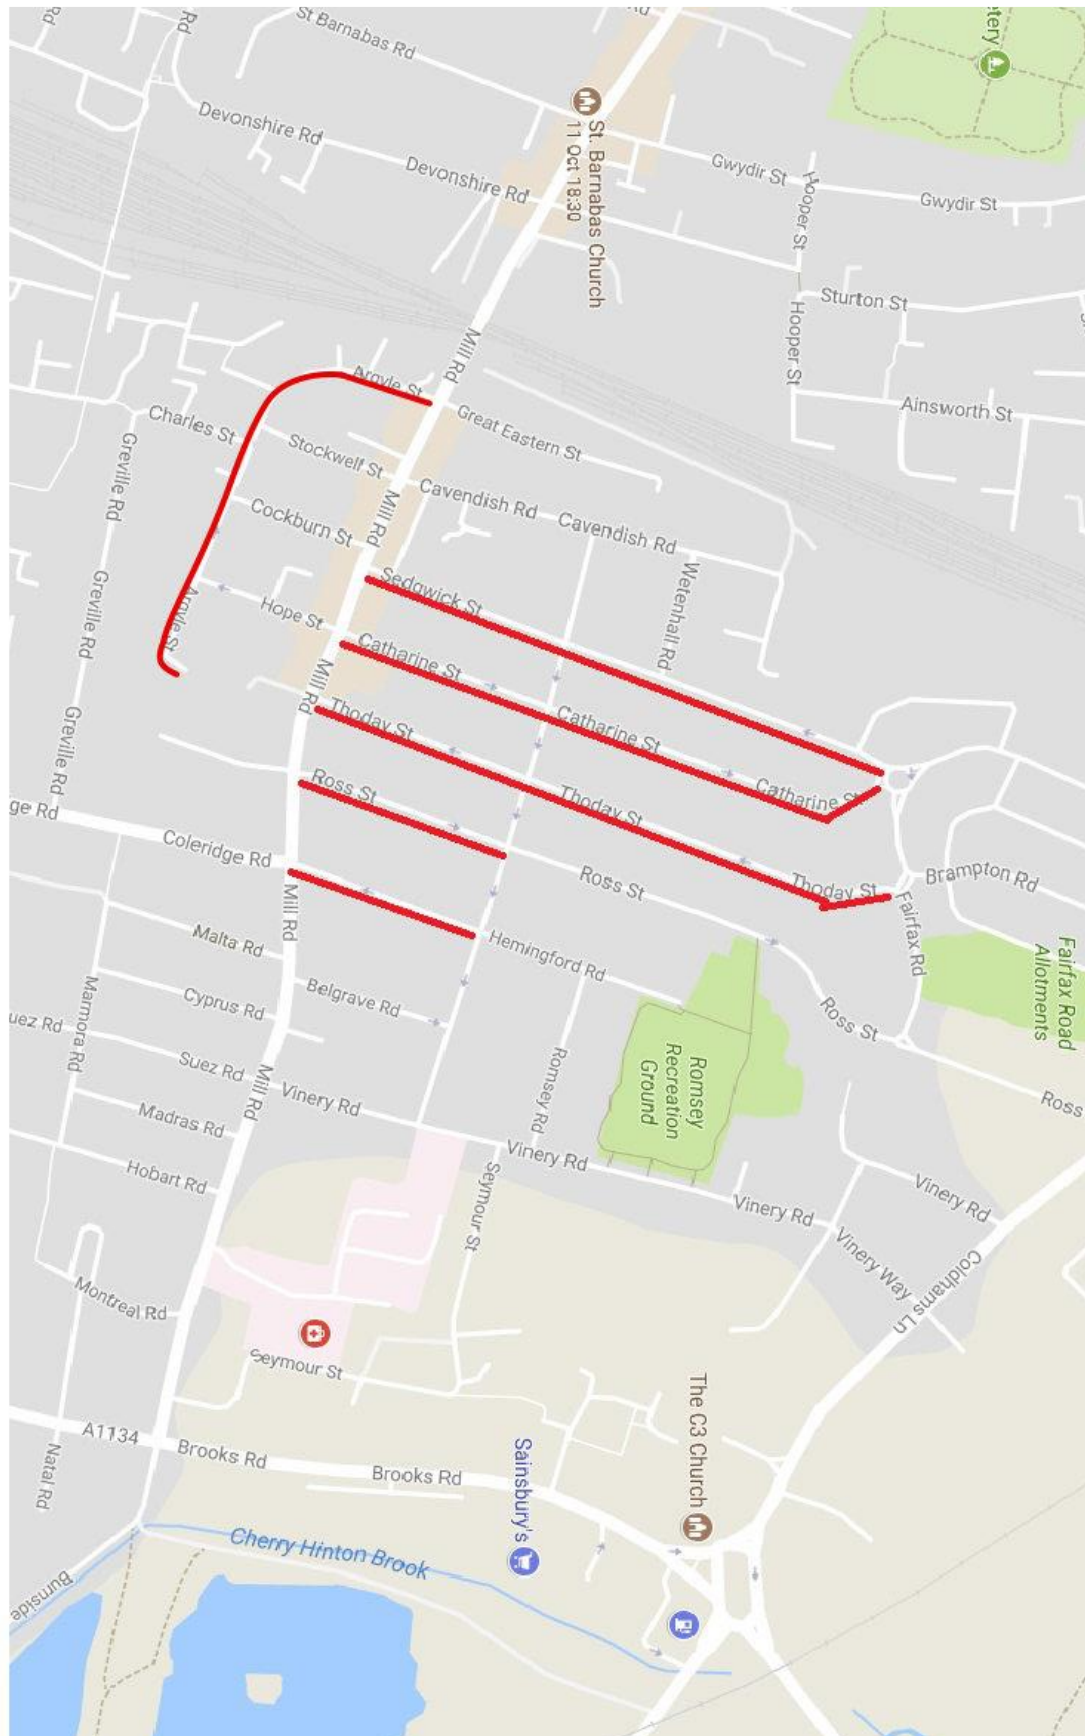 St Barnabas Rd
Rd
Rd
Rd
etery
Devonshire Rd
St. Barnabas Church
11 Oct 18:30
Devonshire Rd
Gwydir St
Hooper St
Gwydir St
Sturton St
Hooper St
Mill Rd
Argyle St
Great Eastern St
Ainsworth St
Charles St
Greville Rd
Stockwell St
Cavendish Rd
Mill Rd
Cockburn St
Cavendish Rd
Sedgwick St
Wetenhall Rd
Greville Rd
Argyle St
Hope St
Catharine St
Mill Rd
Thoday St
Catharine St
Greville Rd
Ross St
Thoday St
Catharine St
ge Rd
Coleridge Rd
Ross St
Thoday St
Brampton Rd
Mill Rd
Fairfax Rd
Malta Rd
Hemingford Rd
Fairfax Road
Allotments
Marmora Rd
Cyprus Rd
Belgrave Rd
Ross St
uez Rd
Suez Rd
Vinery Rd
Romsey Rd
Romsey
Recreation
Ground
Ross
Mill Rd
Madras Rd
Hobart Rd
Vinery Rd
Seymour St
Vinery Rd
Vinery Rd
Vinery Way
Coldhams Ln
Montreal Rd
Seymour St
The C3 Church
A1134
Brooks Rd
Brooks Rd
Sainsbury's
Natal Rd
Cherry Hinton Brook
Burnside